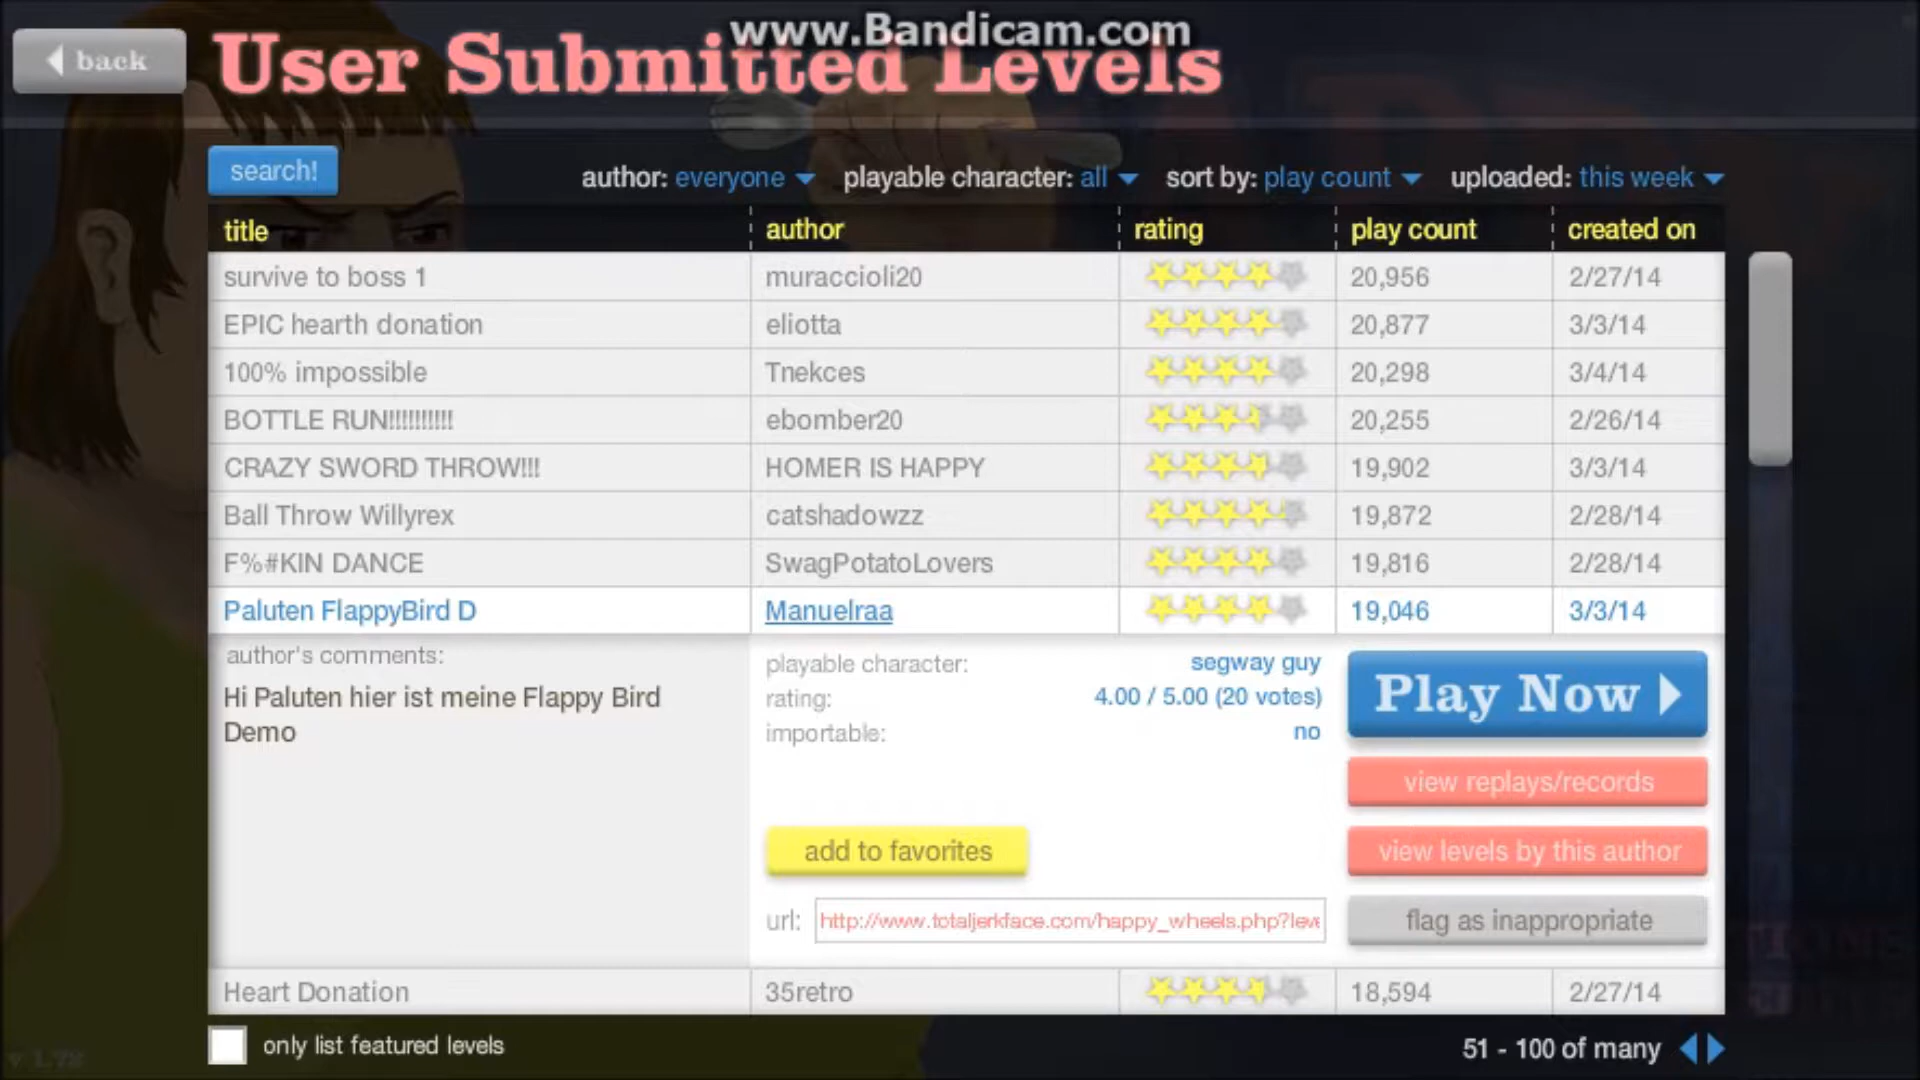 www.Bandicam.com
back
User Submitted Levels
search!
author: everyone playable character: all sort by: play count uploaded: this week
title author rating play count created on
survive to boss 1 muraccioli20 20,956 2/27/14
EPIC hearth donation eliotta 20,877 3/3/14
100% impossible Tnekces 20,298 3/4/14
BOTTLE RUN!!!!!!!!!! ebomber20 20,255 2/26/14
CRAZY SWORD THROW!!! HOMER IS HAPPY 19,902 3/3/14
Ball Throw Willyrex catshadowzz 19,872 2/28/14
F%#KIN DANCE SwagPotatoLovers 19,816 2/28/14
Paluten FlappyBird D Manuelraa 19,046 3/3/14
author's comments:
Hi Paluten hier ist meine Flappy Bird
Demo
playable character: segway guy
rating: 4.00 / 5.00 (20 votes)
importable: no
Play Now
view replays/records
add to favorites
view levels by this author
url: http://www.totaljerkface.com/happy_wheels.php?leve
flag as inappropriate
Heart Donation 35retro 18,594 2/27/14
only list featured levels
51 - 100 of many